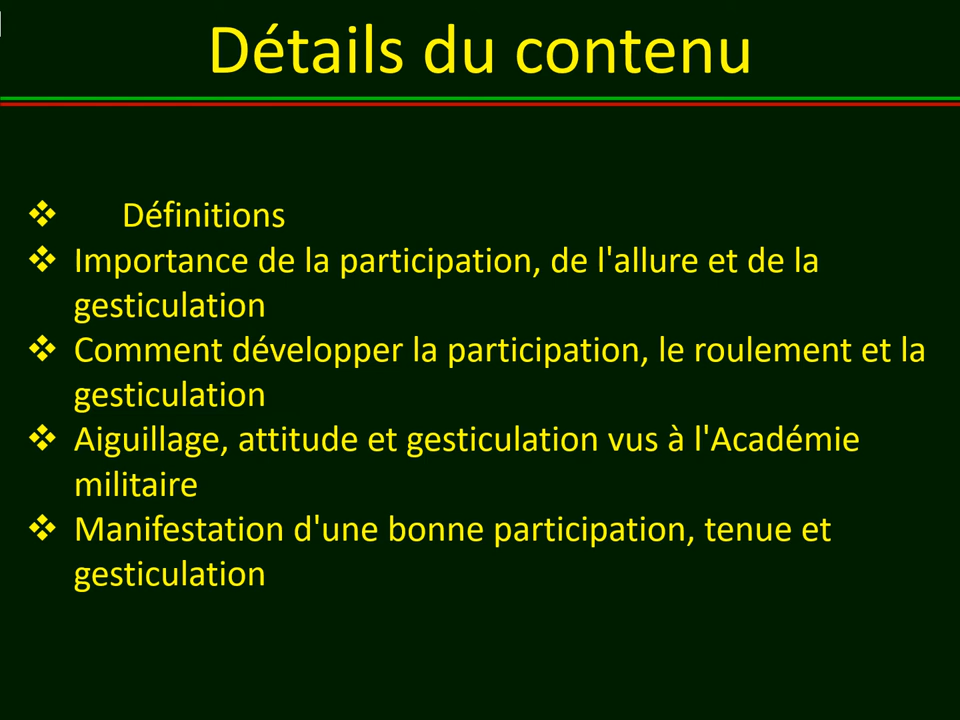 Détails du contenu
❖ Définitions
❖ Importance de la participation, de l'allure et de la
gesticulation
❖ Comment développer la participation, le roulement et la
gesticulation
❖ Aiguillage, attitude et gesticulation vus à l'Académie
militaire
❖ Manifestation d'une bonne participation, tenue et
gesticulation